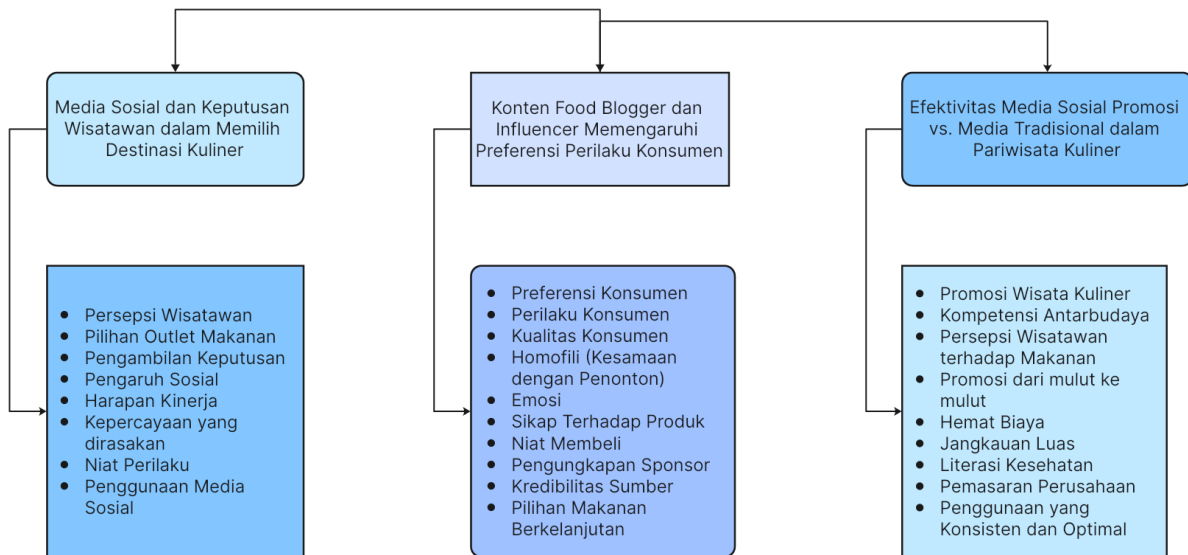 Media Sosial dan Keputusan
Wisatawan dalam Memilih
Destinasi Kuliner
Konten Food Blogger dan
Influencer Memengaruhi
Preferensi Perilaku Konsumen
Efektivitas Media Sosial Promosi
vs. Media Tradisional dalam
Pariwisata Kuliner
• Persepsi Wisatawan
• Pilihan Outlet Makanan
• Pengambilan Keputusan
• Pengaruh Sosial
• Harapan Kinerja
• Kepercayaan yang
dirasakan
• Niat Perilaku
• Penggunaan Media
Sosial
• Preferensi Konsumen
• Perilaku Konsumen
• Kualitas Konsumen
• Homofili (Kesamaan
dengan Penonton)
• Emosi
• Sikap Terhadap Produk
• Niat Membeli
• Pengungkapan Sponsor
• Kredibilitas Sumber
• Pilihan Makanan
Berkelanjutan
• Promosi Wisata Kuliner
• Kompetensi Antarbudaya
• Persepsi Wisatawan
terhadap Makanan
• Promosi dari mulut ke
mulut
• Hemat Biaya
• Jangkauan Luas
• Literasi Kesehatan
• Pemasaran Perusahaan
• Penggunaan yang
Konsisten dan Optimal